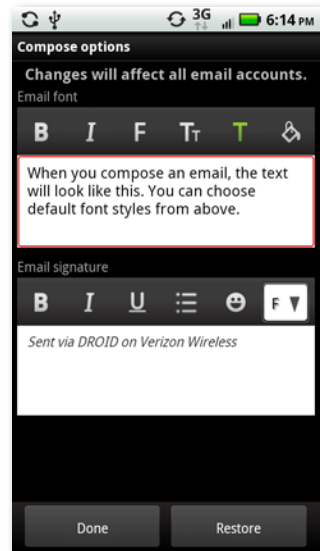 3G 6:14 PM
Compose options
Changes will affect all email accounts.
Email font
B I F TT T
When you compose an email, the text
will look like this. You can choose
default font styles from above.
Email signature
B I U F
Sent via DROID on Verizon Wireless
Done Restore